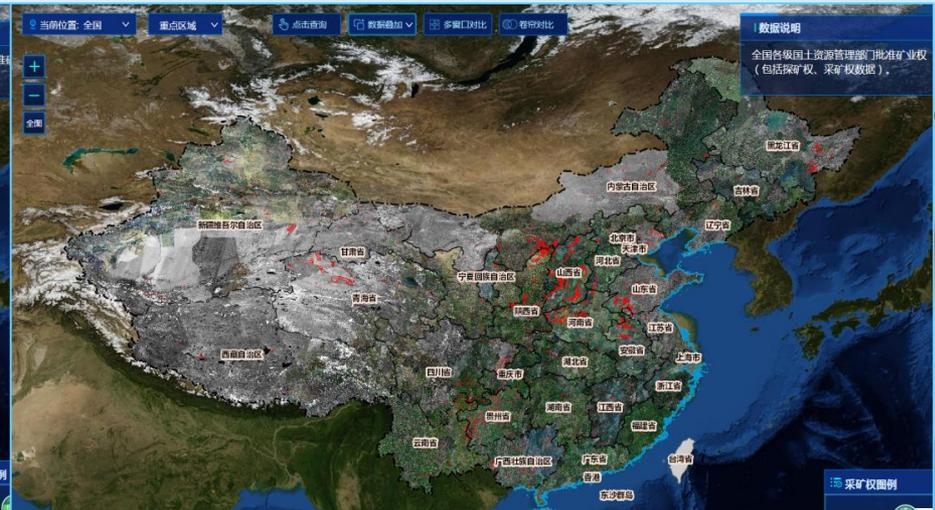 当前位置: 全国
重点区域
点击查询
数据叠加
多窗口对比
卷帘对比
数据说明
全国各级国土资源管理部门批准矿业权
(包括探矿权、采矿权数据)。
+
−
全图
黑龙江省
内蒙古自治区
吉林省
新疆维吾尔自治区
辽宁省
北京市
天津市
甘肃省
河北省
宁夏回族自治区
山西省
青海省
山东省
陕西省
河南省
江苏省
西藏自治区
安徽省
上海市
湖北省
四川省
重庆市
浙江省
贵州省
湖南省
江西省
福建省
云南省
广西壮族自治区
广东省
台湾省
香港
东沙群岛
采矿权图例
例